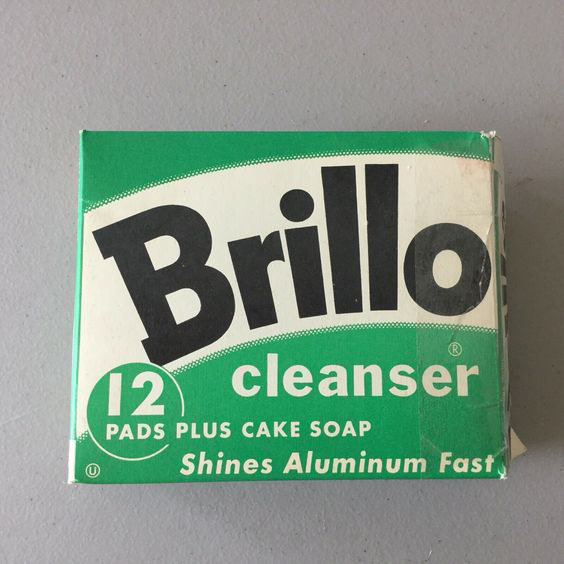 Brillo
cleanser®
12
PADS PLUS CAKE SOAP
Shines Aluminum Fast
U